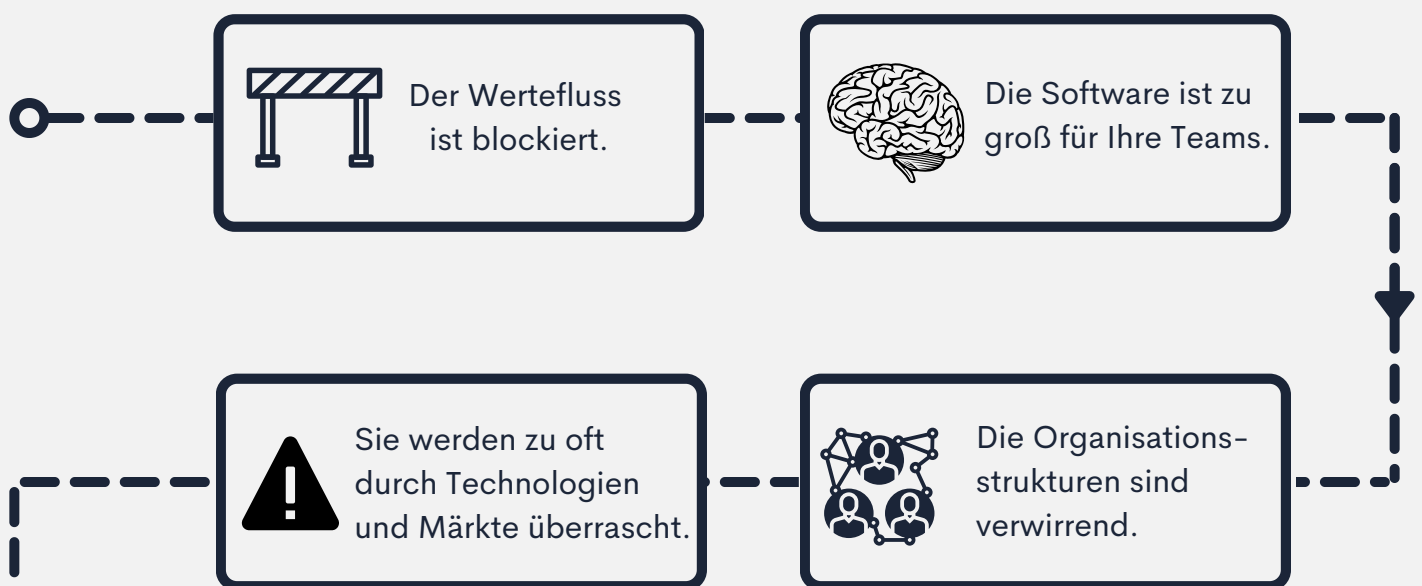 Der Wertefluss
ist blockiert.
Die Software ist zu
groß für Ihre Teams.
Die Organisations-
strukturen sind
verwirrend.
Sie werden zu oft
durch Technologien
und Märkte überrascht.